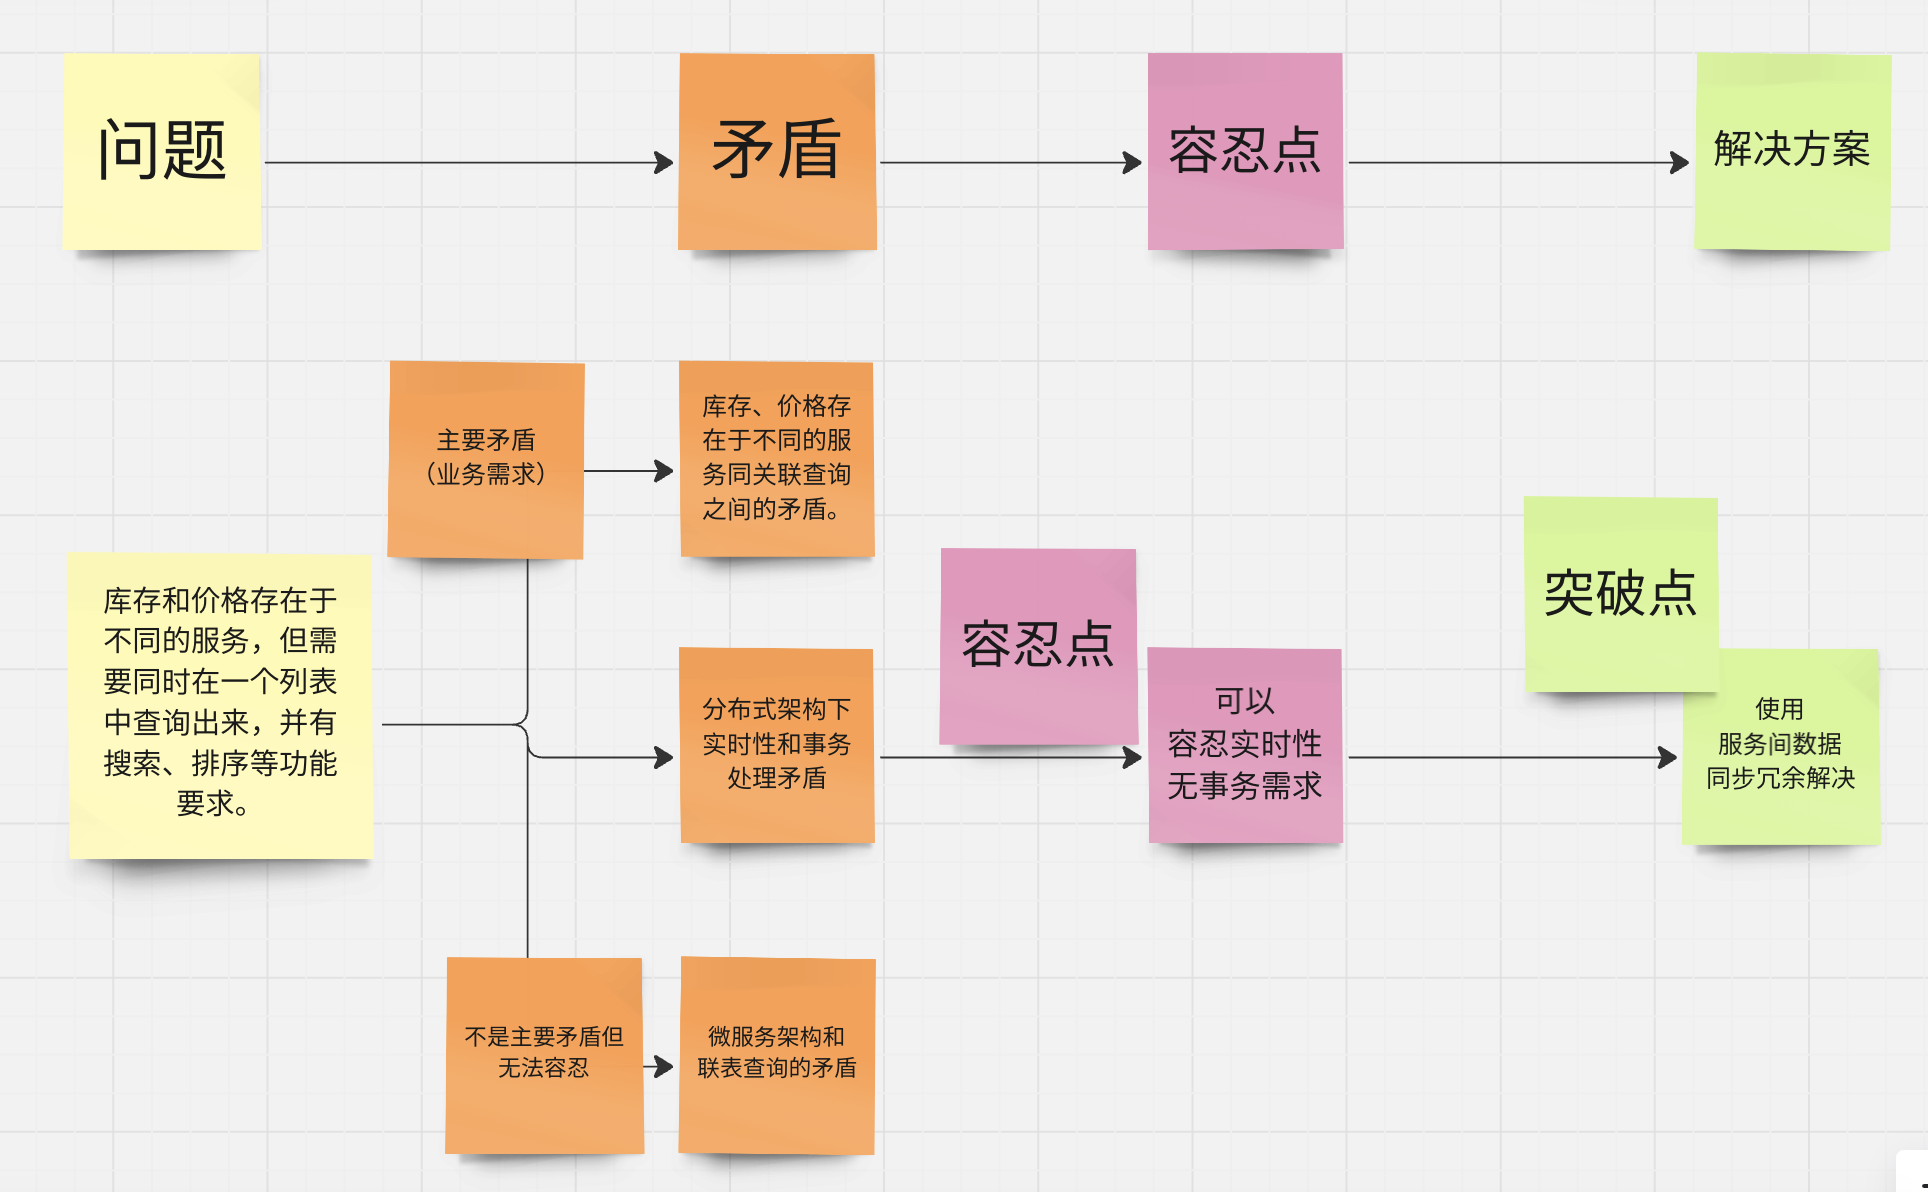 问题
矛盾
容忍点
解决方案
主要矛盾
（业务需求）
库存、价格存
在于不同的服
务同关联查询
之间的矛盾。
库存和价格存在于
不同的服务，但需
要同时在一个列表
中查询出来，并有
搜索、排序等功能
要求。
分布式架构下
实时性和事务
处理矛盾
容忍点
可以
容忍实时性
无事务需求
突破点
使用
服务间数据
同步冗余解决
不是主要矛盾但
无法容忍
微服务架构和
联表查询的矛盾